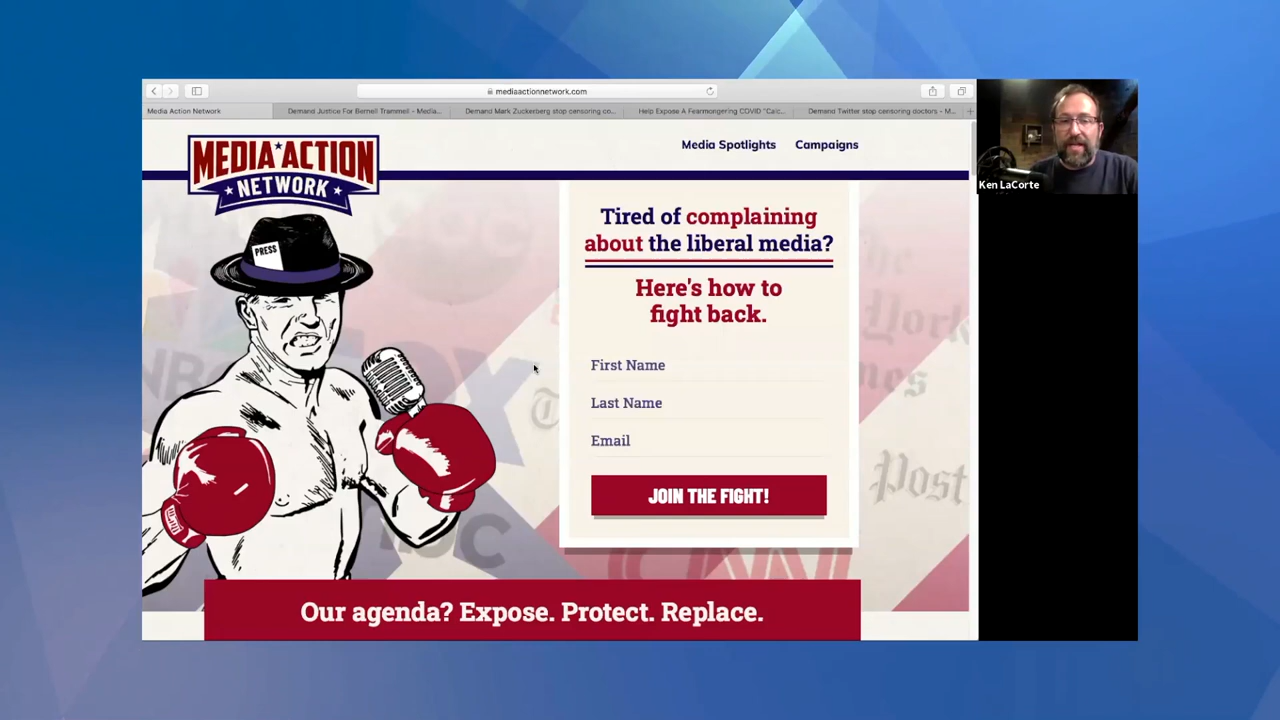 mediaactionnetwork.com
Media Action Network
Demand Justice For Bernell Trammell - Media...
Demand Mark Zuckerberg stop censoring co...
Help Expose A Fearmongering COVID "Calc...
Demand Twitter stop censoring doctors - M...
MEDIA ACTION
NETWORK
Media Spotlights
Campaigns
Ken LaCorte
PRESS
Tired of complaining
about the liberal media?
Here's how to
fight back.
First Name
Last Name
Email
JOIN THE FIGHT!
The
York
Post
CNN
Our agenda? Expose. Protect. Replace.